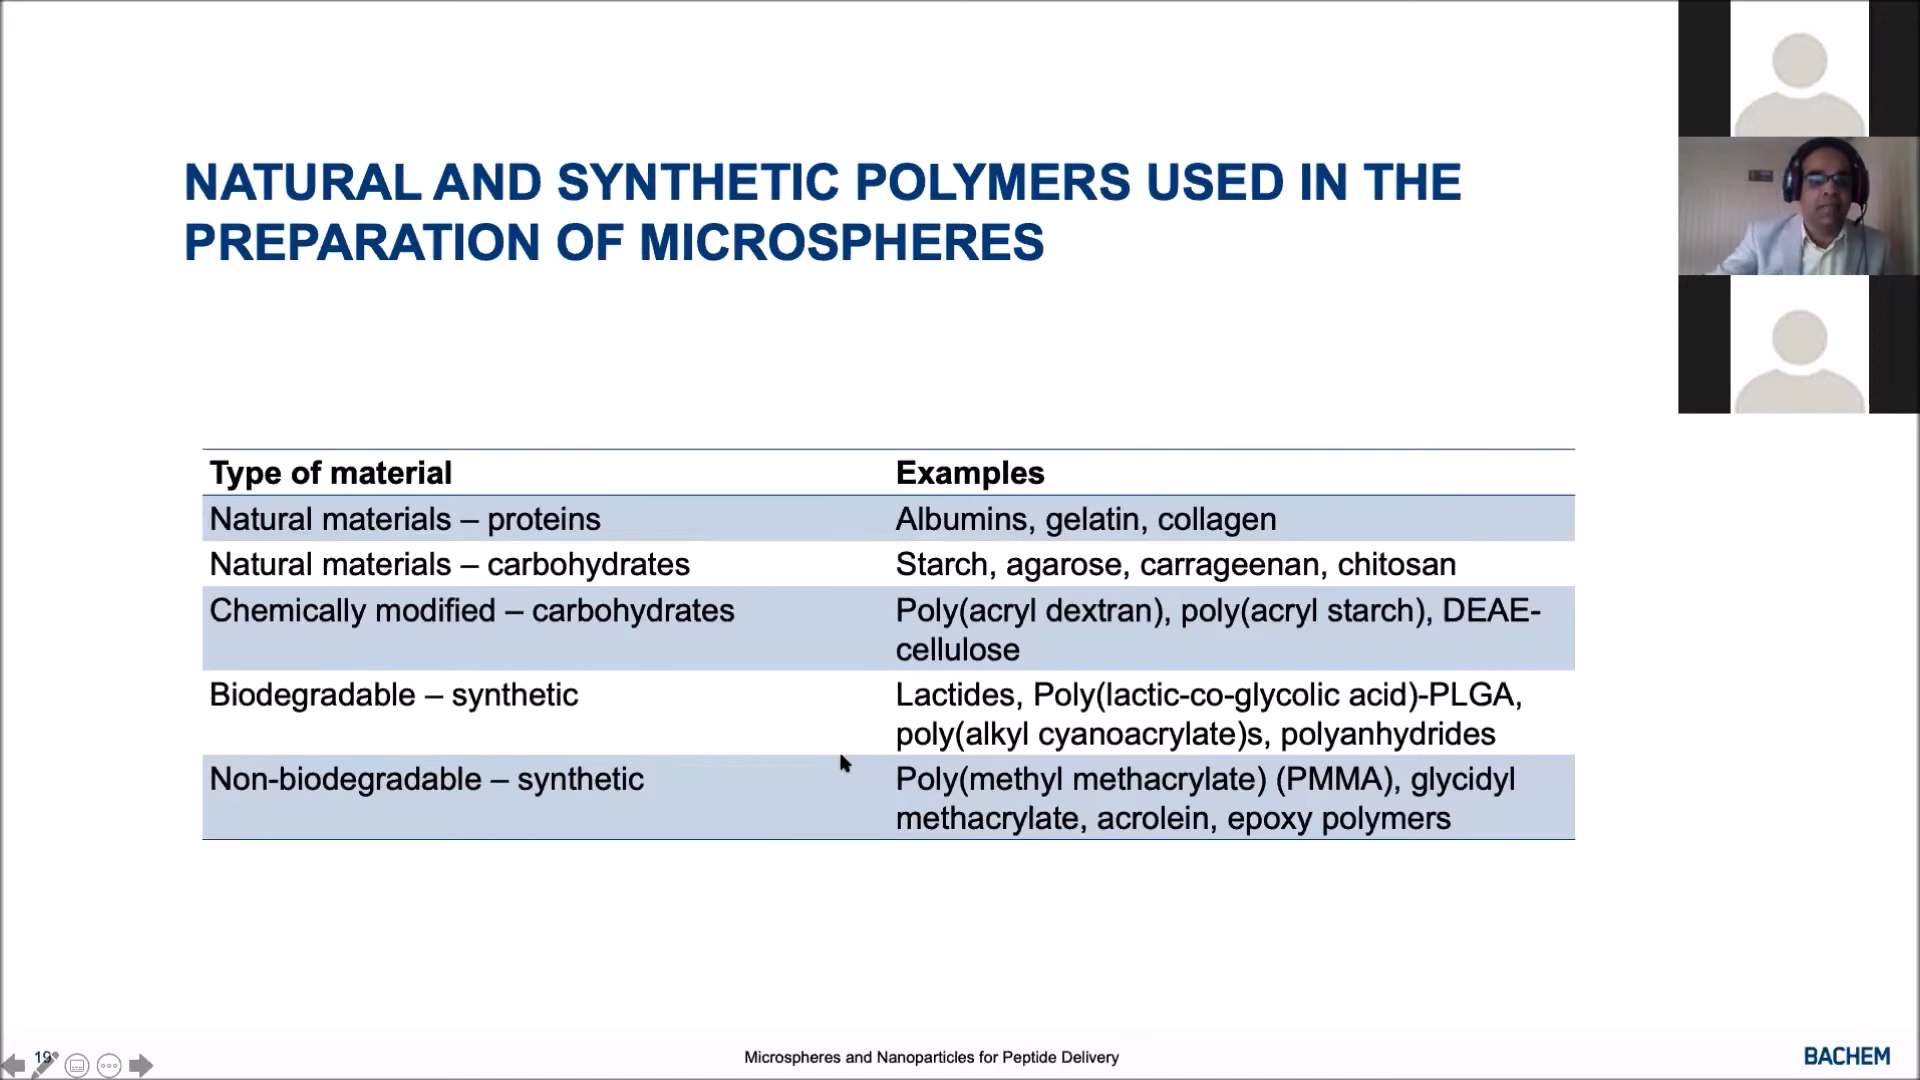 NATURAL AND SYNTHETIC POLYMERS USED IN THE
PREPARATION OF MICROSPHERES
Type of material Examples
Natural materials – proteins Albumins, gelatin, collagen
Natural materials – carbohydrates Starch, agarose, carrageenan, chitosan
Chemically modified – carbohydrates Poly(acryl dextran), poly(acryl starch), DEAE-
cellulose
Biodegradable – synthetic Lactides, Poly(lactic-co-glycolic acid)-PLGA,
poly(alkyl cyanoacrylate)s, polyanhydrides
Non-biodegradable – synthetic Poly(methyl methacrylate) (PMMA), glycidyl
methacrylate, acrolein, epoxy polymers
19
Microspheres and Nanoparticles for Peptide Delivery
BACHEM